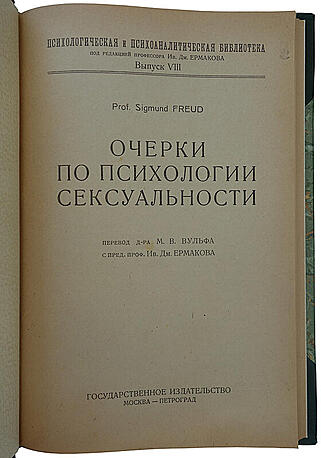 ПСИХОЛОГИЧЕСКАЯ и ПСИХОАНАЛИТИЧЕСКАЯ БИБЛИОТЕКА
ПОД РЕДАКЦИЕЙ ПРОФЕССОРА Ив. Дм. ЕРМАКОВА
Выпуск VIII
Prof. Sigmund FREUD
ОЧЕРКИ
ПО ПСИХОЛОГИИ
СЕКСУАЛЬНОСТИ
ПЕРЕВОД Д-РА М. В. ВУЛЬФА
С ПРЕД. ПРОФ. Ив. Дм. ЕРМАКОВА
ГОСУДАРСТВЕННОЕ ИЗДАТЕЛЬСТВО
МОСКВА — ПЕТРОГРАД